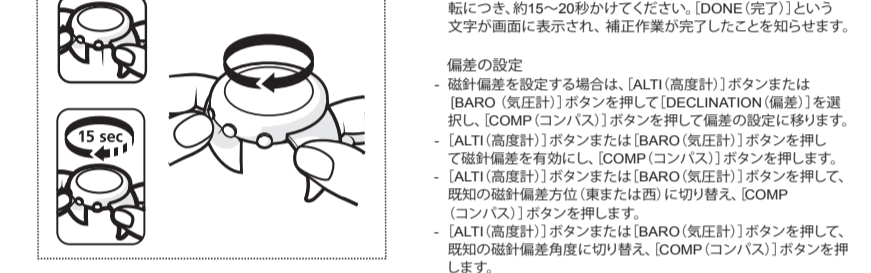 15 sec
転につき、約15〜20秒かけてください。[DONE(完了)]という
文字が画面に表示され、補正作業が完了したことを知らせます。
偏差の設定
- 磁針偏差を設定する場合は、[ALTI(高度計)]ボタンまたは
[BARO（気圧計)]ボタンを押して[DECLINATION(偏差)]を選
択し、[COMP(コンパス)]ボタンを押して偏差の設定に移ります。
- [ALTI(高度計)]ボタンまたは[BARO(気圧計)]ボタンを押し
て磁針偏差を有効にし、[COMP(コンパス)]ボタンを押します。
- [ALTI(高度計)]ボタンまたは[BARO(気圧計)]ボタンを押して、
既知の磁針偏差方位(東または西)に切り替え、[COMP
（コンパス)]ボタンを押します。
- [ALTI(高度計)]ボタンまたは[BARO(気圧計)]ボタンを押して、
既知の磁針偏差角度に切り替え、[COMP(コンパス)]ボタンを押
します。